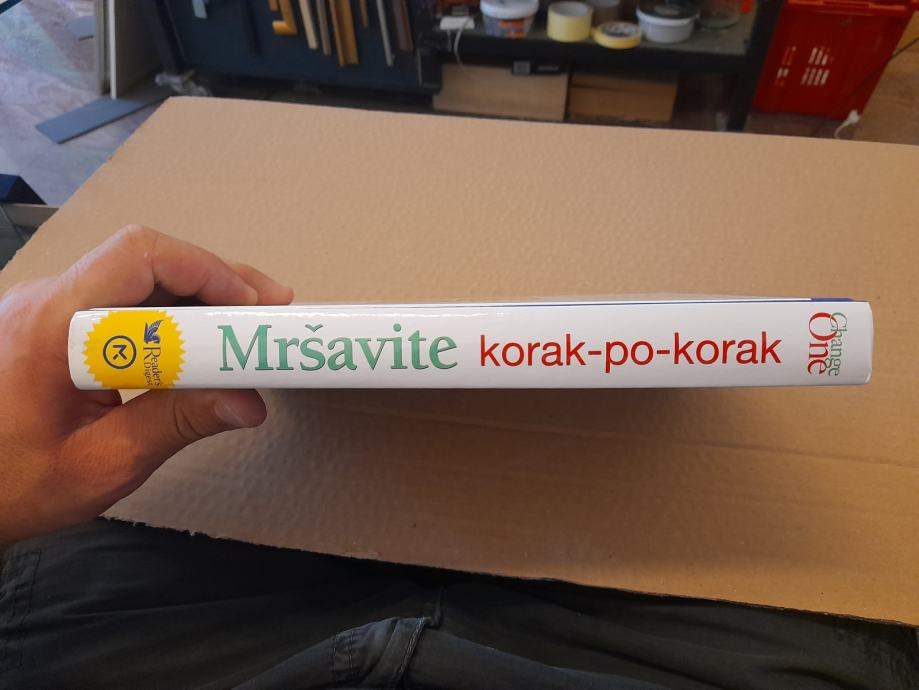 Reader's
Digest
Mršavite korak-po-korak
Change
One